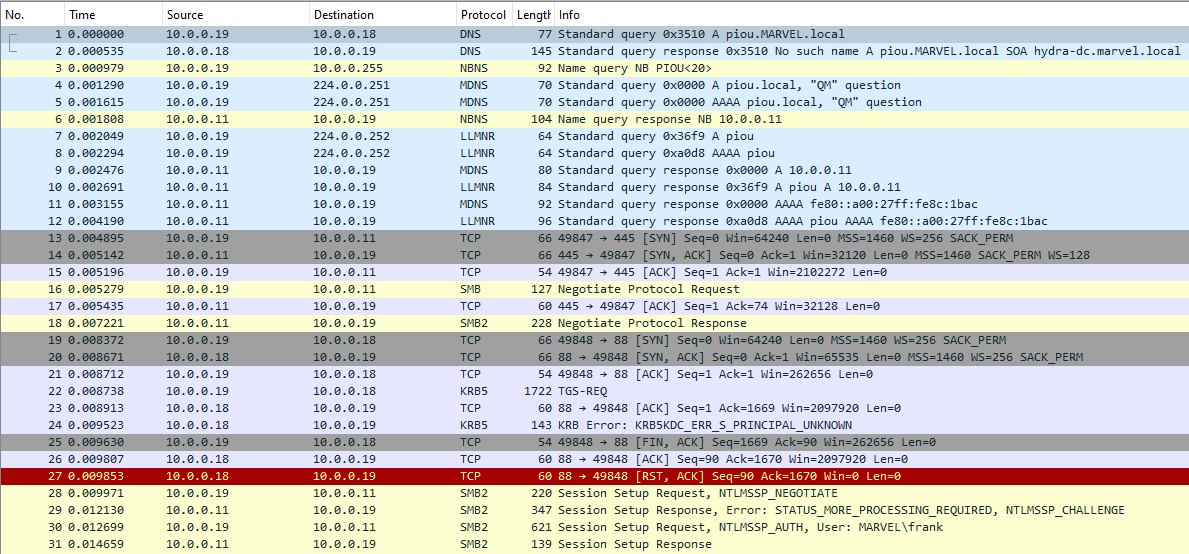 No. Time Source Destination Protocol Length Info
1 0.000000 10.0.0.19 10.0.0.18 DNS 77 Standard query 0x3510 A piou.MARVEL.local
2 0.000535 10.0.0.18 10.0.0.19 DNS 145 Standard query response 0x3510 No such name A piou.MARVEL.local SOA hydra-dc.marvel.local
3 0.000979 10.0.0.19 10.0.0.255 NBNS 92 Name query NB PIOU<20>
4 0.001290 10.0.0.19 224.0.0.251 MDNS 70 Standard query 0x0000 A piou.local, "QM" question
5 0.001615 10.0.0.19 224.0.0.251 MDNS 70 Standard query 0x0000 AAAA piou.local, "QM" question
6 0.001808 10.0.0.11 10.0.0.19 NBNS 104 Name query response NB 10.0.0.11
7 0.002049 10.0.0.19 224.0.0.252 LLMNR 64 Standard query 0x36f9 A piou
8 0.002294 10.0.0.19 224.0.0.252 LLMNR 64 Standard query 0xa0d8 AAAA piou
9 0.002476 10.0.0.11 10.0.0.19 MDNS 80 Standard query response 0x0000 A 10.0.0.11
10 0.002691 10.0.0.11 10.0.0.19 LLMNR 84 Standard query response 0x36f9 A piou A 10.0.0.11
11 0.003155 10.0.0.11 10.0.0.19 MDNS 92 Standard query response 0x0000 AAAA fe80::a00:27ff:fe8c:1bac
12 0.004190 10.0.0.11 10.0.0.19 LLMNR 96 Standard query response 0xa0d8 AAAA piou AAAA fe80::a00:27ff:fe8c:1bac
13 0.004895 10.0.0.19 10.0.0.11 TCP 66 49847 → 445 [SYN] Seq=0 Win=64240 Len=0 MSS=1460 WS=256 SACK_PERM
14 0.005142 10.0.0.11 10.0.0.19 TCP 66 445 → 49847 [SYN, ACK] Seq=0 Ack=1 Win=32120 Len=0 MSS=1460 SACK_PERM WS=128
15 0.005196 10.0.0.19 10.0.0.11 TCP 54 49847 → 445 [ACK] Seq=1 Ack=1 Win=2102272 Len=0
16 0.005279 10.0.0.19 10.0.0.11 SMB 127 Negotiate Protocol Request
17 0.005435 10.0.0.11 10.0.0.19 TCP 60 445 → 49847 [ACK] Seq=1 Ack=74 Win=32128 Len=0
18 0.007221 10.0.0.11 10.0.0.19 SMB2 228 Negotiate Protocol Response
19 0.008372 10.0.0.19 10.0.0.18 TCP 66 49848 → 88 [SYN] Seq=0 Win=64240 Len=0 MSS=1460 WS=256 SACK_PERM
20 0.008671 10.0.0.18 10.0.0.19 TCP 66 88 → 49848 [SYN, ACK] Seq=0 Ack=1 Win=65535 Len=0 MSS=1460 WS=256 SACK_PERM
21 0.008712 10.0.0.19 10.0.0.18 TCP 54 49848 → 88 [ACK] Seq=1 Ack=1 Win=262656 Len=0
22 0.008738 10.0.0.19 10.0.0.18 KRB5 1722 TGS-REQ
23 0.008913 10.0.0.18 10.0.0.19 TCP 60 88 → 49848 [ACK] Seq=1 Ack=1669 Win=2097920 Len=0
24 0.009523 10.0.0.18 10.0.0.19 KRB5 143 KRB Error: KRB5KDC_ERR_S_PRINCIPAL_UNKNOWN
25 0.009630 10.0.0.19 10.0.0.18 TCP 54 49848 → 88 [FIN, ACK] Seq=1669 Ack=90 Win=262656 Len=0
26 0.009807 10.0.0.18 10.0.0.19 TCP 60 88 → 49848 [ACK] Seq=90 Ack=1670 Win=2097920 Len=0
27 0.009853 10.0.0.18 10.0.0.19 TCP 60 88 → 49848 [RST, ACK] Seq=90 Ack=1670 Win=0 Len=0
28 0.009971 10.0.0.19 10.0.0.11 SMB2 220 Session Setup Request, NTLMSSP_NEGOTIATE
29 0.012130 10.0.0.11 10.0.0.19 SMB2 347 Session Setup Response, Error: STATUS_MORE_PROCESSING_REQUIRED, NTLMSSP_CHALLENGE
30 0.012699 10.0.0.19 10.0.0.11 SMB2 621 Session Setup Request, NTLMSSP_AUTH, User: MARVEL\frank
31 0.014659 10.0.0.11 10.0.0.19 SMB2 139 Session Setup Response